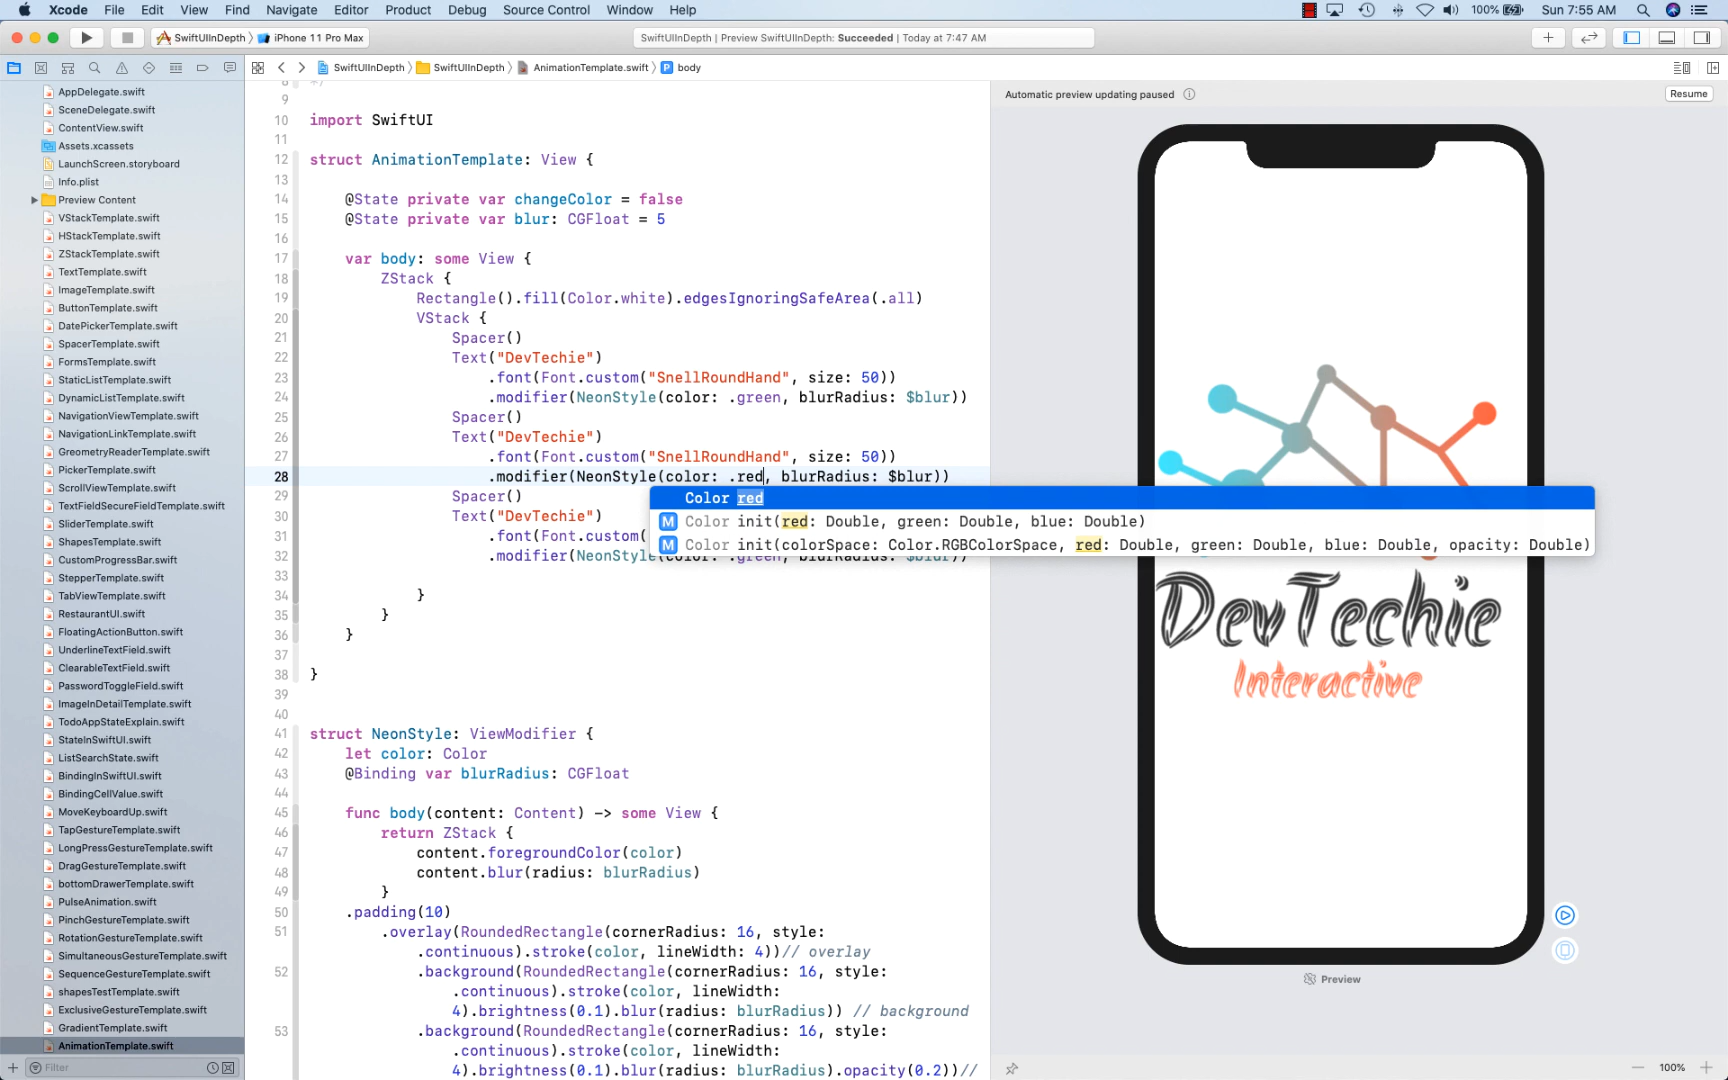 Xcode File Edit View Find Navigate Editor Product Debug Source Control Window Help 100% Sun 7:55 AM
SwiftUIInDepth iPhone 11 Pro Max SwiftUIInDepth | Preview SwiftUIInDepth: Succeeded | Today at 7:47 AM
SwiftUIInDepth SwiftUIInDepth AnimationTemplate.swift body
AppDelegate.swift
SceneDelegate.swift
ContentView.swift
Assets.xcassets
LaunchScreen.storyboard
Info.plist
Preview Content
VStackTemplate.swift
HStackTemplate.swift
ZStackTemplate.swift
TextTemplate.swift
ImageTemplate.swift
ButtonTemplate.swift
DatePickerTemplate.swift
SpacerTemplate.swift
FormsTemplate.swift
StaticListTemplate.swift
DynamicListTemplate.swift
NavigationViewTemplate.swift
NavigationLinkTemplate.swift
GreometryReaderTemplate.swift
PickerTemplate.swift
ScrollViewTemplate.swift
TextFieldSecureFieldTemplate.swift
SliderTemplate.swift
ShapesTemplate.swift
CustomProgressBar.swift
StepperTemplate.swift
TabViewTemplate.swift
RestaurantUI.swift
FloatingActionButton.swift
UnderlineTextField.swift
ClearableTextField.swift
PasswordToggleField.swift
ImageInDetailTemplate.swift
TodoAppStateExplain.swift
StateInSwiftUI.swift
ListSearchState.swift
BindingInSwiftUI.swift
BindingCellValue.swift
MoveKeyboardUp.swift
TapGestureTemplate.swift
LongPressGestureTemplate.swift
DragGestureTemplate.swift
bottomDrawerTemplate.swift
PulseAnimation.swift
PinchGestureTemplate.swift
RotationGestureTemplate.swift
SimultaneousGestureTemplate.swift
SequenceGestureTemplate.swift
shapesTestTemplate.swift
ExclusiveGestureTemplate.swift
GradientTemplate.swift
AnimationTemplate.swift
Filter
8 */
9
10 import SwiftUI
11
12 struct AnimationTemplate: View {
13
14 @State private var changeColor = false
15 @State private var blur: CGFloat = 5
16
17 var body: some View {
18 ZStack {
19 Rectangle().fill(Color.white).edgesIgnoringSafeArea(.all)
20 VStack {
21 Spacer()
22 Text("DevTechie")
23 .font(Font.custom("SnellRoundHand", size: 50))
24 .modifier(NeonStyle(color: .green, blurRadius: $blur))
25 Spacer()
26 Text("DevTechie")
27 .font(Font.custom("SnellRoundHand", size: 50))
28 .modifier(NeonStyle(color: .red, blurRadius: $blur))
29 Spacer()
30 Text("DevTechie")
31 .font(Font.custom(
32 .modifier(NeonStyle(color: .green, blurRadius: $blur))
33
34 }
35 }
36 }
37
38 }
39
40
41 struct NeonStyle: ViewModifier {
42 let color: Color
43 @Binding var blurRadius: CGFloat
44
45 func body(content: Content) -> some View {
46 return ZStack {
47 content.foregroundColor(color)
48 content.blur(radius: blurRadius)
49 }
50 .padding(10)
51 .overlay(RoundedRectangle(cornerRadius: 16, style:
.continuous).stroke(color, lineWidth: 4))// overlay
52 .background(RoundedRectangle(cornerRadius: 16, style:
.continuous).stroke(color, lineWidth:
4).brightness(0.1).blur(radius: blurRadius)) // background
53 .background(RoundedRectangle(cornerRadius: 16, style:
.continuous).stroke(color, lineWidth:
4).brightness(0.1).blur(radius: blurRadius).opacity(0.2))//
Color red
M Color init(red: Double, green: Double, blue: Double)
M Color init(colorSpace: Color.RGBColorSpace, red: Double, green: Double, blue: Double, opacity: Double)
Automatic preview updating paused
Resume
DevTechie
Interactive
Preview
100%